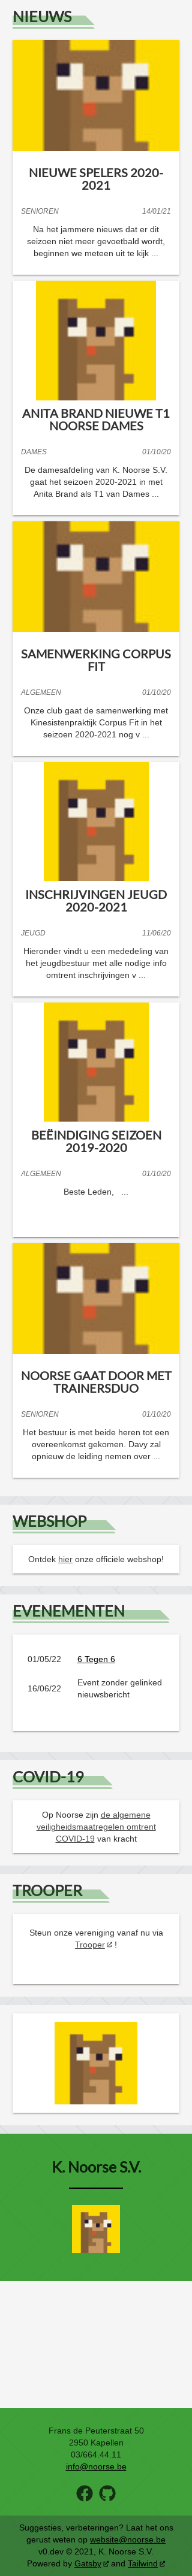 NIEUWS
NIEUWE SPELERS 2020-
2021
SENIOREN 14/01/21
Na het jammere nieuws dat er dit
seizoen niet meer gevoetbald wordt,
beginnen we meteen uit te kijk ...
ANITA BRAND NIEUWE T1
NOORSE DAMES
DAMES 01/10/20
De damesafdeling van K. Noorse S.V.
gaat het seizoen 2020-2021 in met
Anita Brand als T1 van Dames ...
SAMENWERKING CORPUS
FIT
ALGEMEEN 01/10/20
Onze club gaat de samenwerking met
Kinesistenpraktijk Corpus Fit in het
seizoen 2020-2021 nog v ...
INSCHRIJVINGEN JEUGD
2020-2021
JEUGD 11/06/20
Hieronder vindt u een mededeling van
het jeugdbestuur met alle nodige info
omtrent inschrijvingen v ...
BEËINDIGING SEIZOEN
2019-2020
ALGEMEEN 01/10/20
Beste Leden, ...
NOORSE GAAT DOOR MET
TRAINERSDUO
SENIOREN 01/10/20
Het bestuur is met beide heren tot een
overeenkomst gekomen. Davy zal
opnieuw de leiding nemen over ...
WEBSHOP
Ontdek hier onze officiële webshop!
EVENEMENTEN
01/05/22 6 Tegen 6
16/06/22 Event zonder gelinked
nieuwsbericht
COVID-19
Op Noorse zijn de algemene
veiligheidsmaatregelen omtrent
COVID-19 van kracht
TROOPER
Steun onze vereniging vanaf nu via
Trooper !
K. Noorse S.V.
Frans de Peuterstraat 50
2950 Kapellen
03/664.44.11
info@noorse.be
Suggesties, verbeteringen? Laat het ons
gerust weten op website@noorse.be
v0.dev © 2021, K. Noorse S.V.
Powered by Gatsby and Tailwind